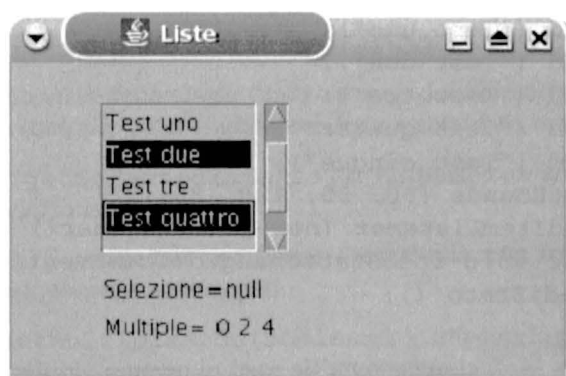 Liste
Test uno
Test due
Test tre
Test quattro
Selezione=null
Multiple= 0 2 4